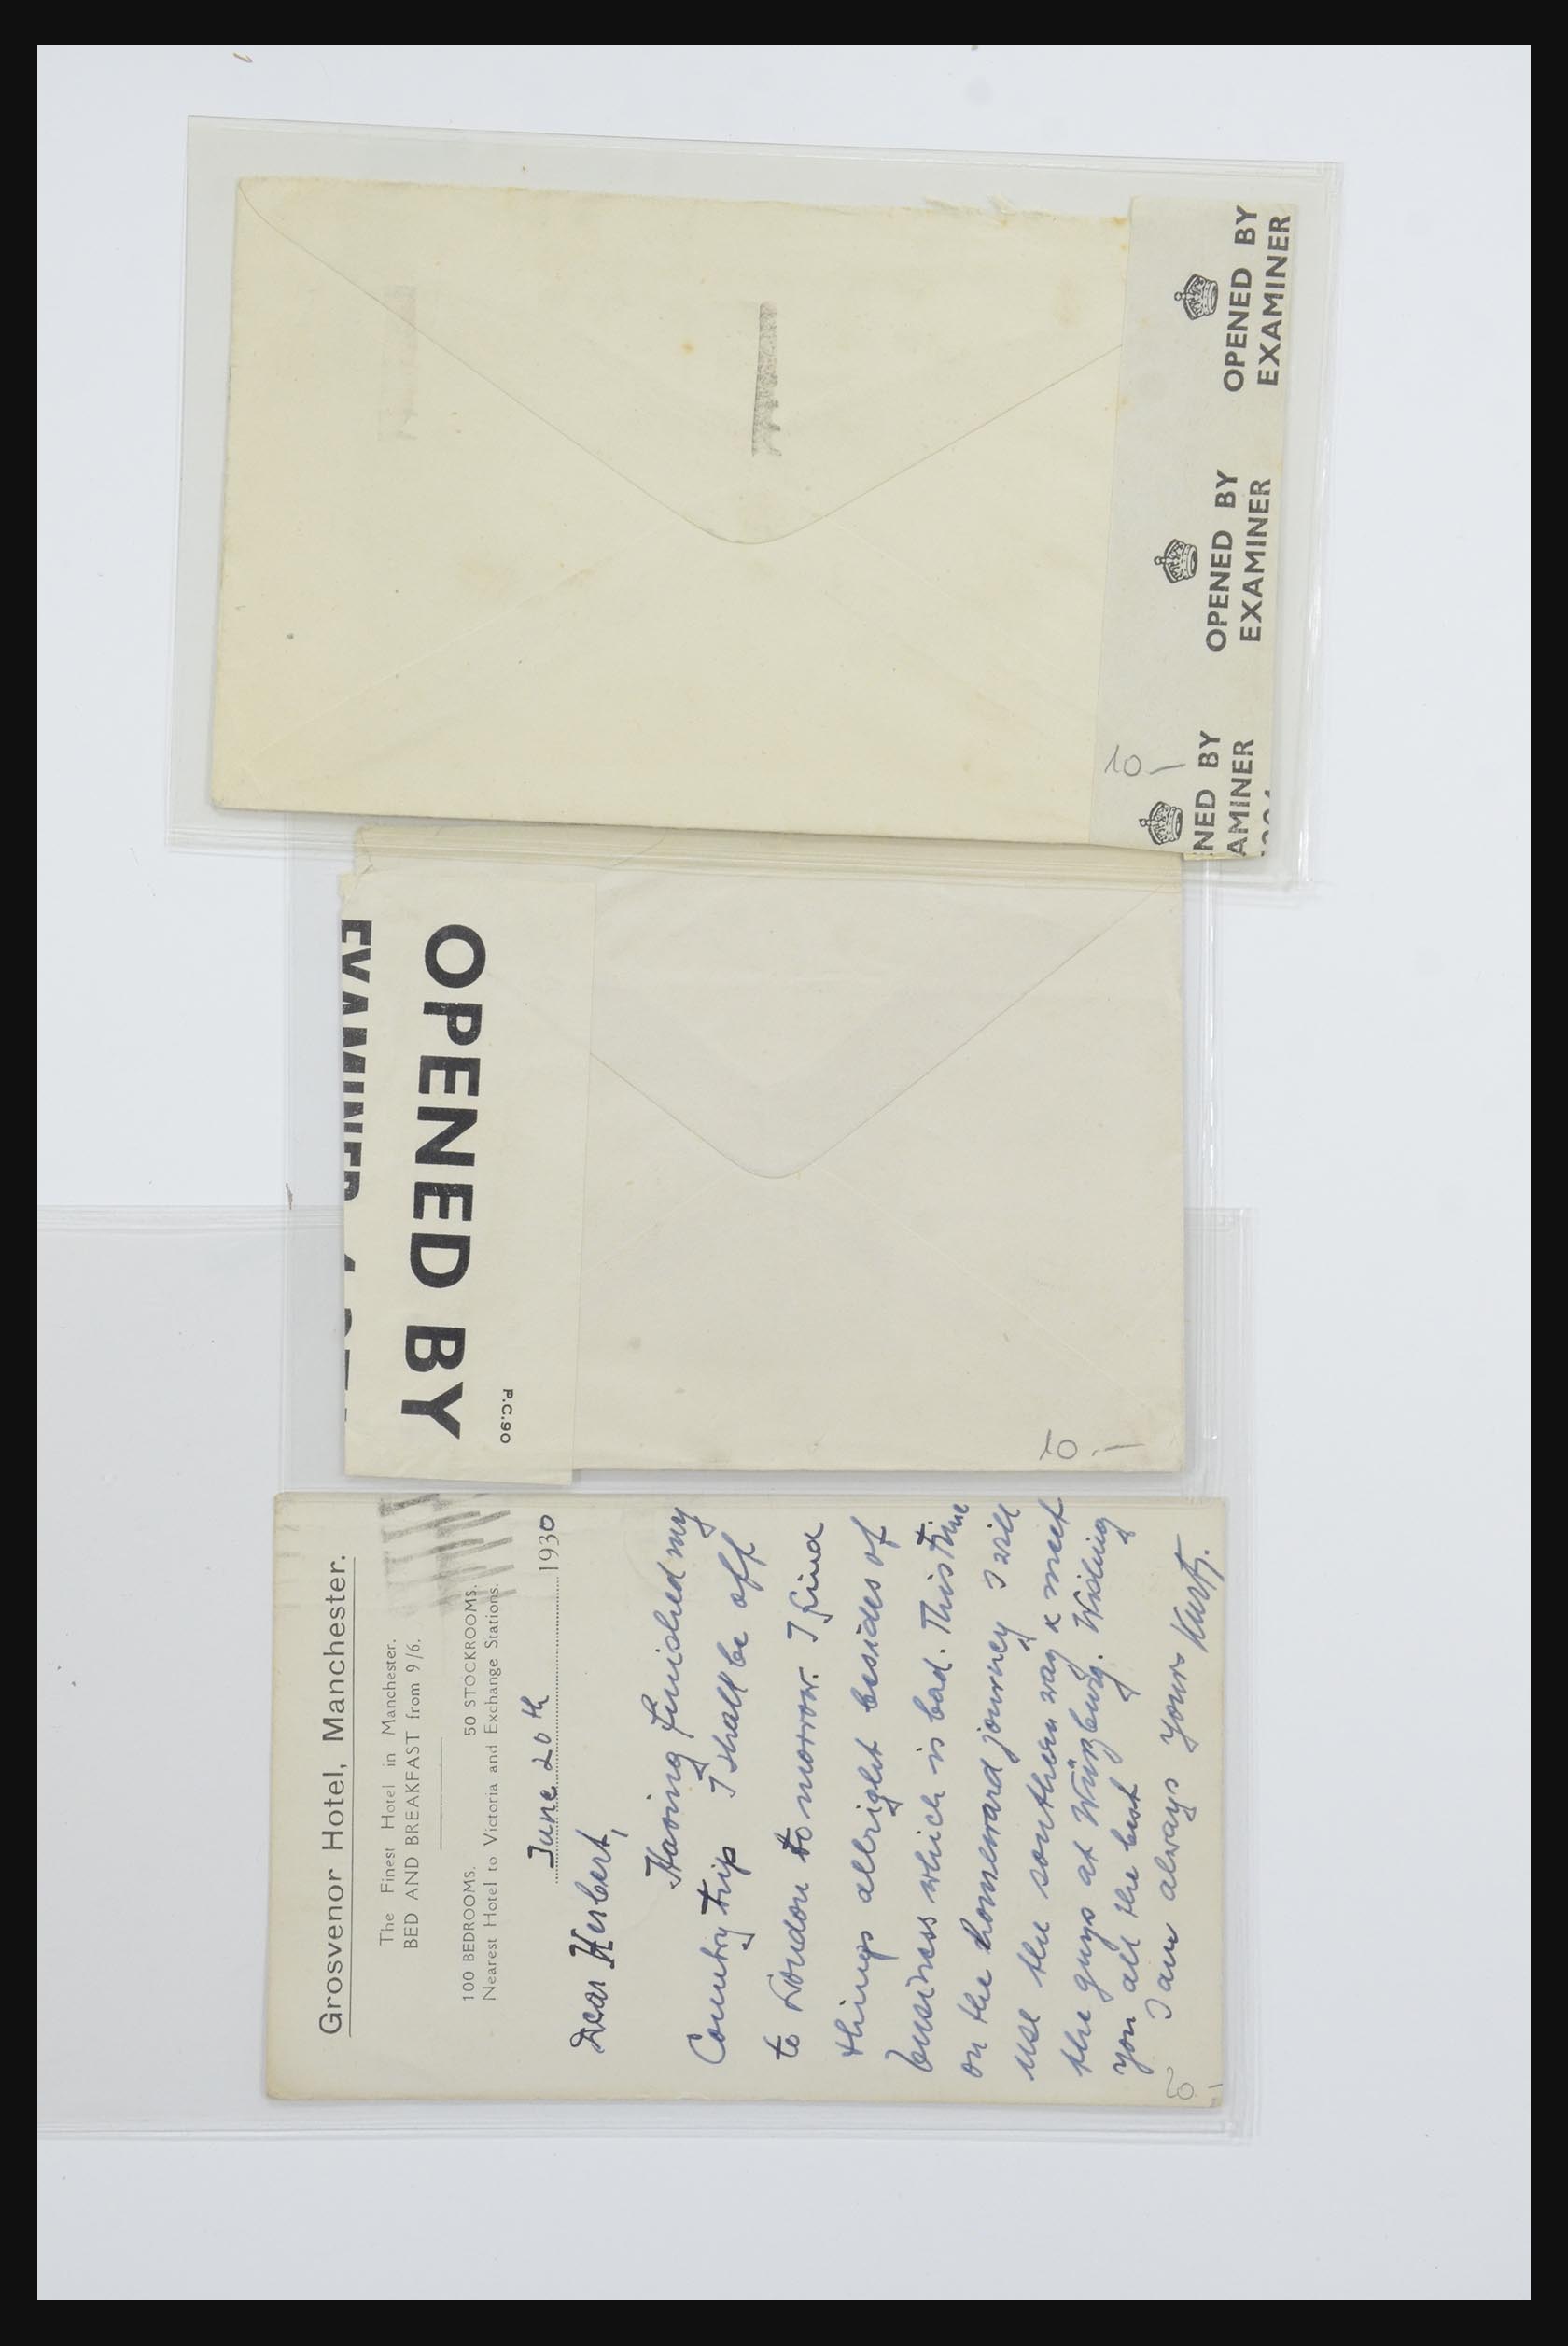 OPENED BY
EXAMINER
OPENED BY
EXAMINER
NED BY
AMINER
10 —
P.C.90
OPENED BY
EXAMINER
10.—
Grosvenor Hotel, Manchester.
The Finest Hotel in Manchester.
BED AND BREAKFAST from 9/6.
100 BEDROOMS. 50 STOCKROOMS.
Nearest Hotel to Victoria and Exchange Stations.
June 20th 1930
Dear Herbert,
Having finished my
Country trip I shall be off
to London to morrow. I find
things allright besides of
business which is bad. This time
on the homeward journey I will
use the southern way & meet
the guys at Würzburg. Wishing
you all the best
I am always yours Kurt.
20.-